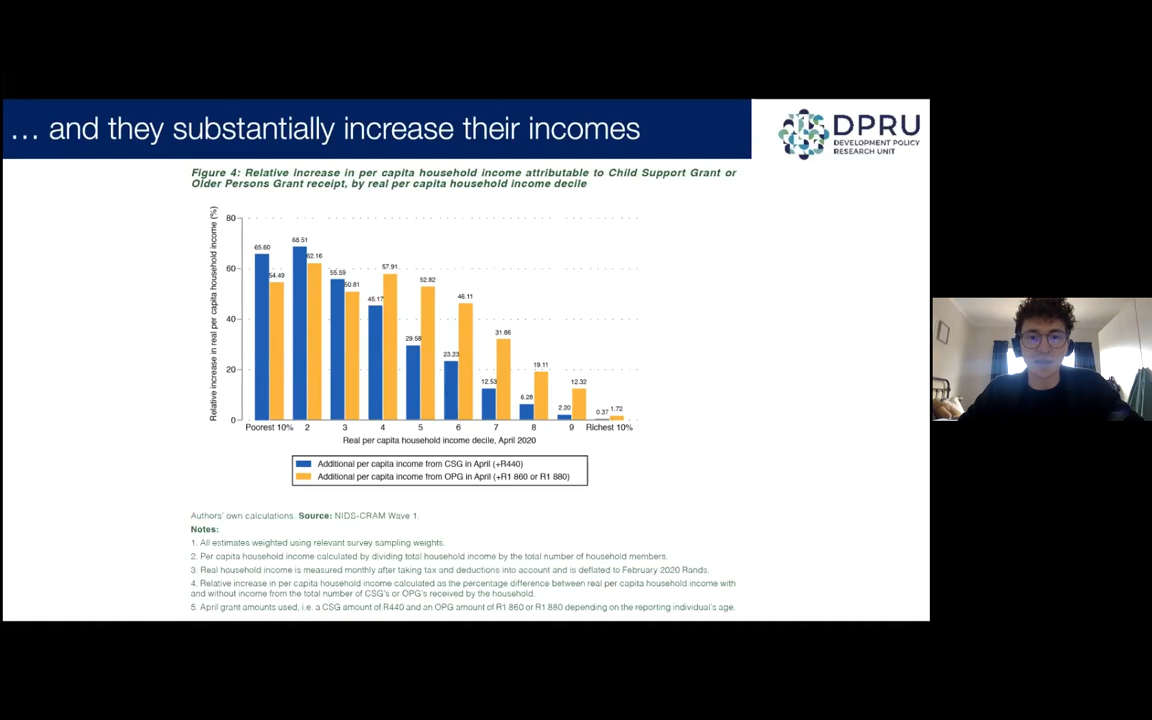 … and they substantially increase their incomes
DPRU
DEVELOPMENT POLICY
RESEARCH UNIT
Figure 4: Relative increase in per capita household income attributable to Child Support Grant or
Older Persons Grant receipt, by real per capita household income decile
Relative increase in real per capita household income (%)
80
60
40
20
0
65.60
54.49
68.51
62.16
55.59
50.81
45.17
57.91
29.58
52.82
23.23
46.11
12.53
31.86
6.28
19.11
2.20
12.32
0.37
1.72
Poorest 10% 2 3 4 5 6 7 8 9 Richest 10%
Real per capita household income decile, April 2020
Additional per capita income from CSG in April (+R440)
Additional per capita income from OPG in April (+R1 860 or R1 880)
Authors' own calculations. Source: NIDS-CRAM Wave 1.
Notes:
1. All estimates weighted using relevant survey sampling weights.
2. Per capita household income calculated by dividing total household income by the total number of household members.
3. Real household income is measured monthly after taking tax and deductions into account and is deflated to February 2020 Rands.
4. Relative increase in per capita household income calculated as the percentage difference between real per capita household income with
and without income from the total number of CSG's or OPG's received by the household.
5. April grant amounts used, i.e. a CSG amount of R440 and an OPG amount of R1 860 or R1 880 depending on the reporting individual's age.